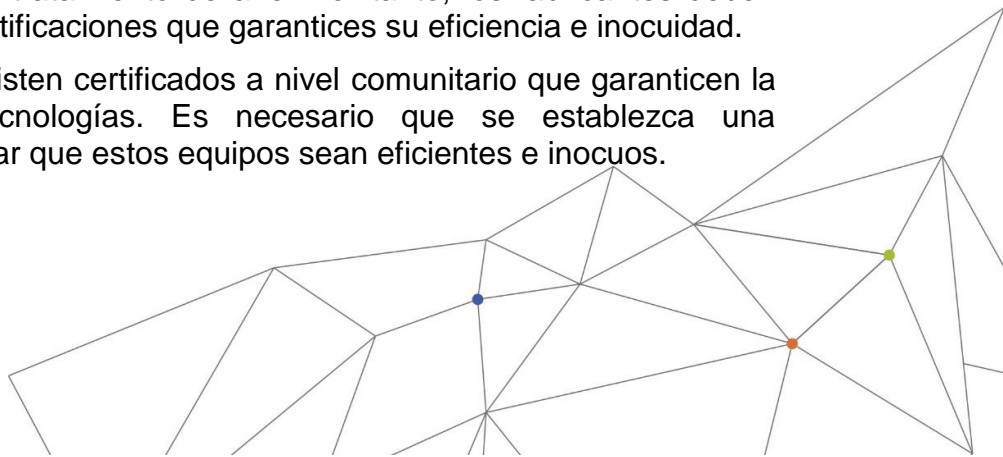 tificaciones que garantices su eficiencia e inocuidad.
isten certificados a nivel comunitario que garanticen la
cnologías. Es necesario que se establezca una
ar que estos equipos sean eficientes e inocuos.